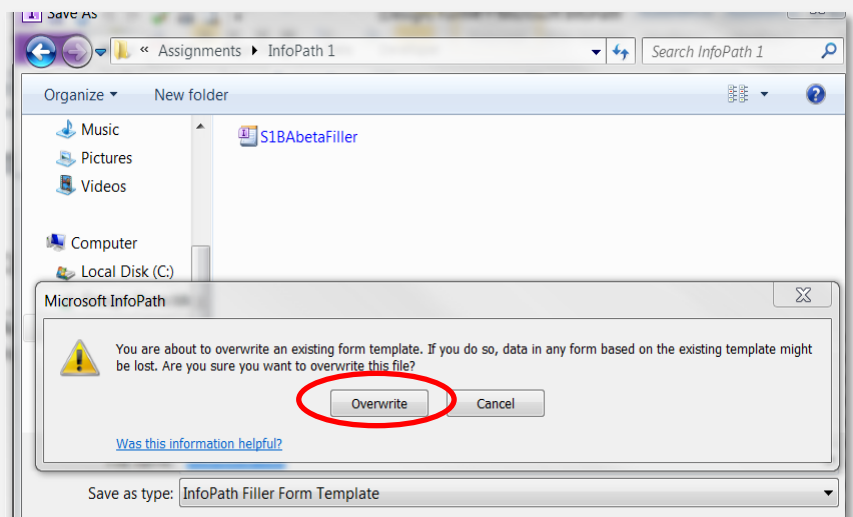 Save As
« Assignments InfoPath 1
Search InfoPath 1
Organize
New folder
Music
Pictures
Videos
Computer
Local Disk (C:)
S1BAbetaFiller
Microsoft InfoPath
You are about to overwrite an existing form template. If you do so, data in any form based on the existing template might
be lost. Are you sure you want to overwrite this file?
Overwrite
Cancel
Was this information helpful?
Save as type: InfoPath Filler Form Template